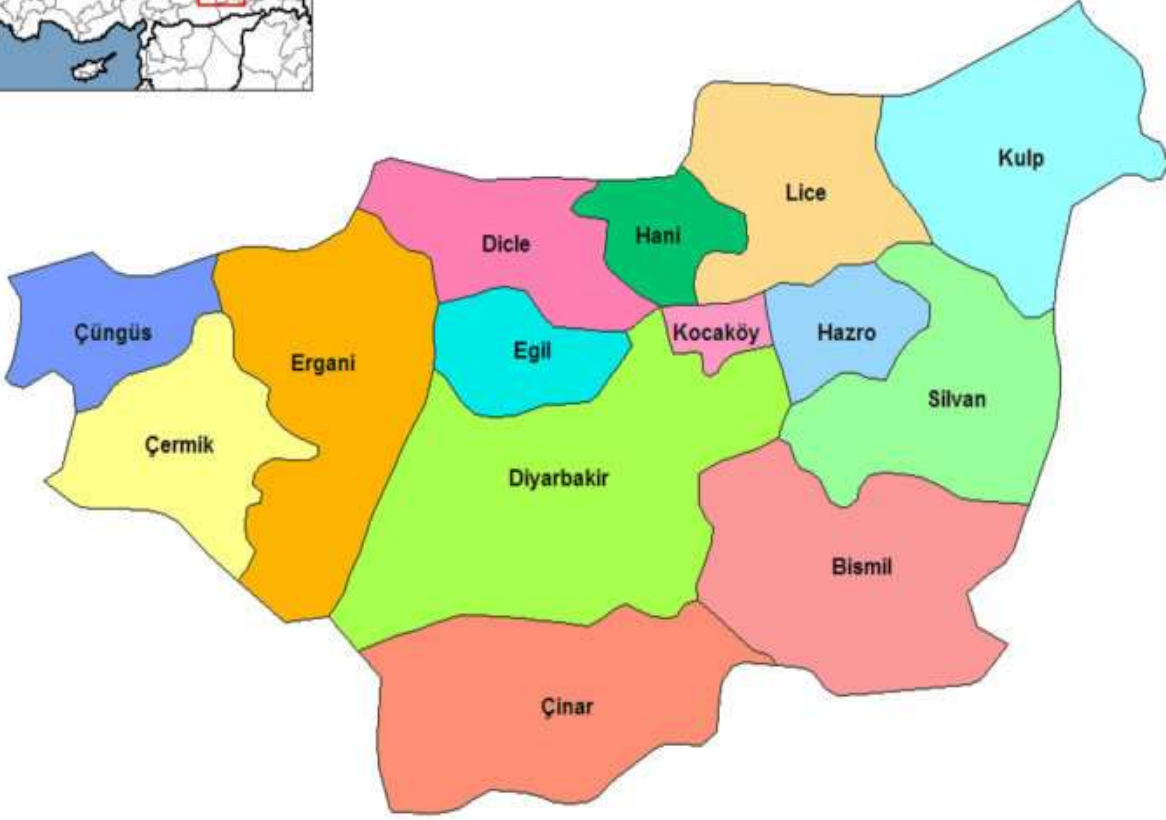 Kulp
Lice
Hani
Dicle
Çüngüs
Kocaköy
Hazro
Egil
Ergani
Silvan
Çermik
Diyarbakir
Bismil
Çinar